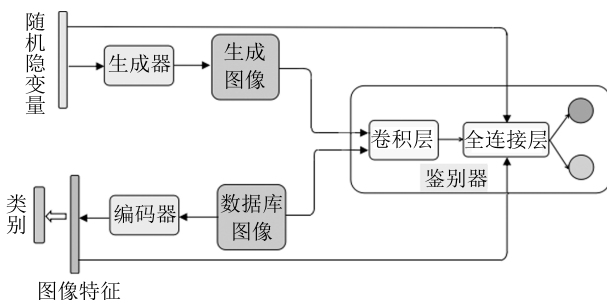 随机隐变量
生成器
生成
图像
卷积层
全连接层
鉴别器
类别
编码器
数据库
图像
图像特征